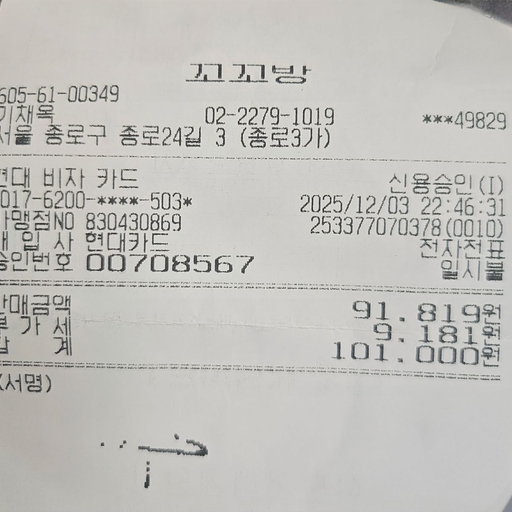 꼬꼬방
605-61-00349
기채옥 02-2279-1019 ***49829
서울 종로구 종로24길 3 (종로3가)
현대 비자 카드 신용승인(I)
017-6200-****-503* 2025/12/03 22:46:31
가맹점NO 830430869 253377070378(0010)
매 입 사 현대카드 전자전표
승인번호 00708567 일시불
판매금액 91.819원
부 가 세 9.181원
합 계 101.000원
(서명)